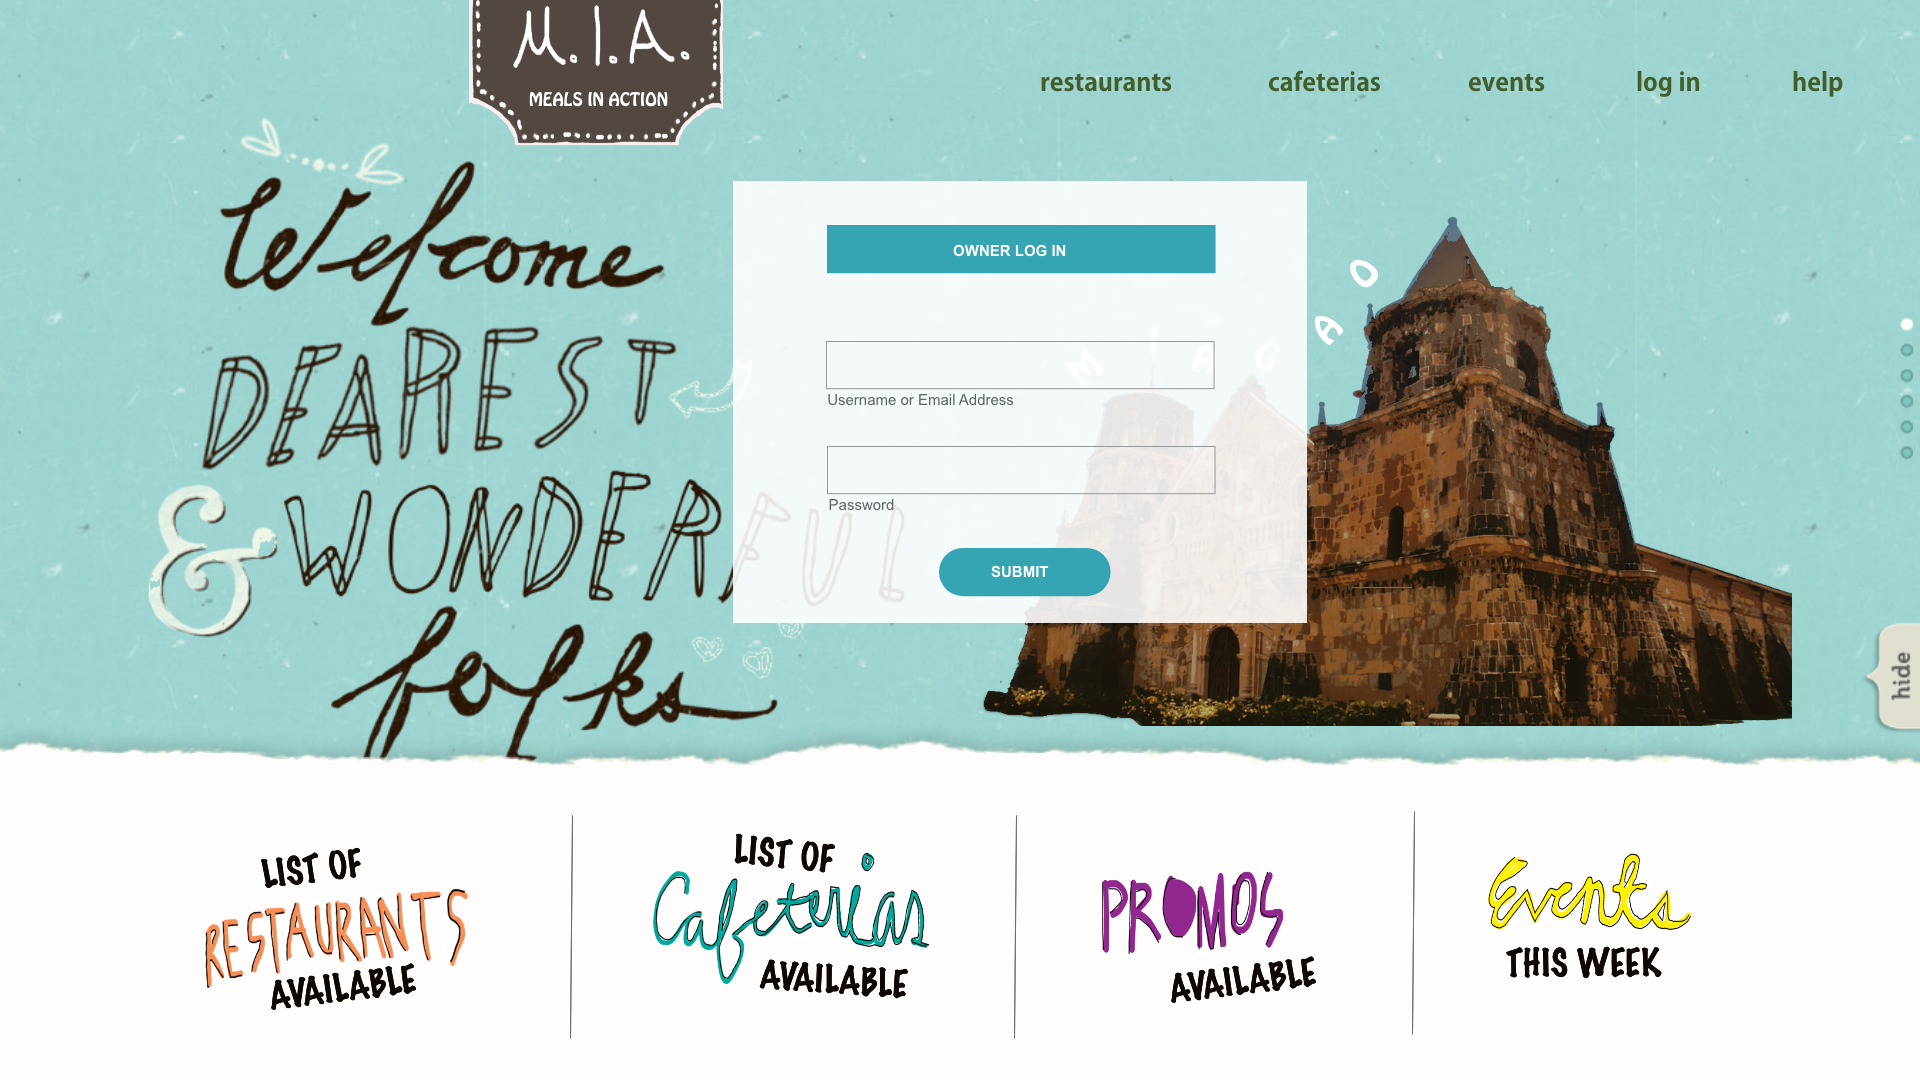 M.I.A.
MEALS IN ACTION
restaurants cafeterias events log in help
Welcome
DEAREST
& WONDERFUL
folks
OWNER LOG IN
Username or Email Address
Password
SUBMIT
MIAGAO
hide
LIST OF
RESTAURANTS
AVAILABLE
LIST OF
Cafeterias
AVAILABLE
PROMOS
AVAILABLE
Events
THIS WEEK